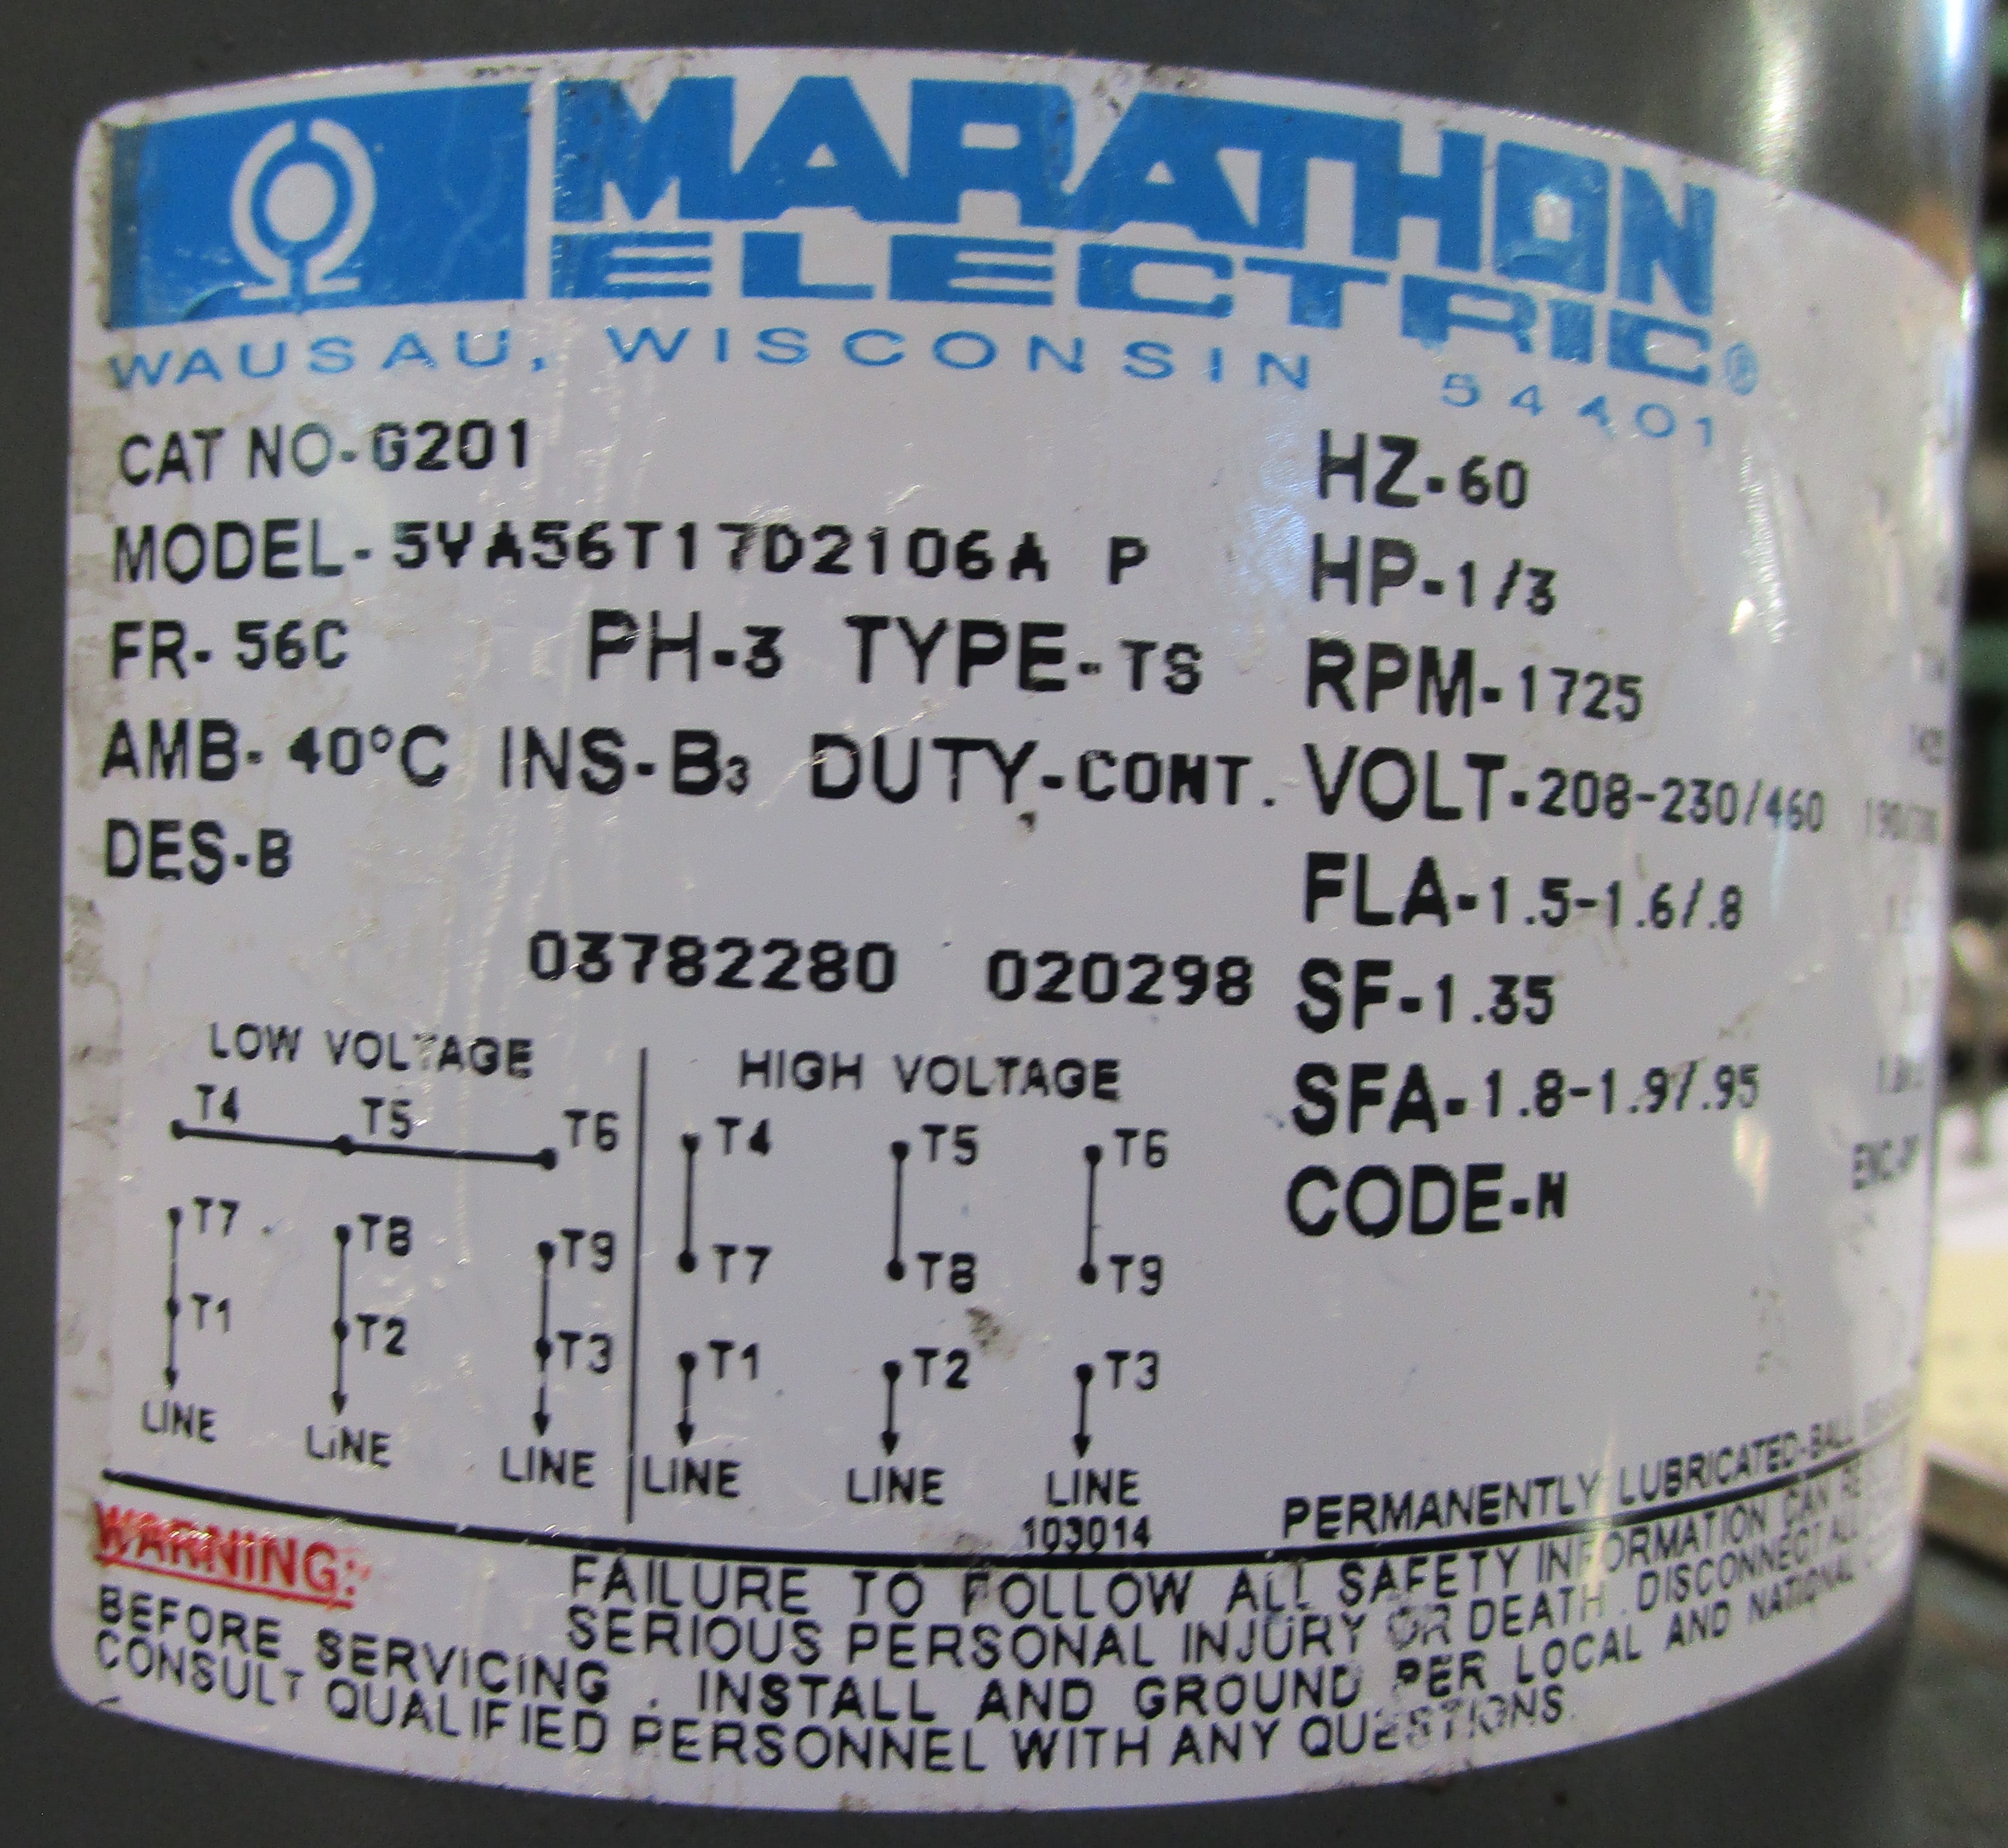 MARATHON
ELECTRIC®
WAUSAU, WISCONSIN 54401
CAT NO-G201
HZ-60
MODEL-5VA56T17D2106A P
HP-1/3
FR-56C PH-3 TYPE-TS
RPM-1725
AMB-40°C INS-B3 DUTY-CONT.
VOLT-208-230/460
DES-B
FLA-1.5-1.6/.8
03782280 020298
SF-1.35
SFA-1.8-1.9/.95
CODE-N
LOW VOLTAGE
T4 T5 T6
T7 T8 T9
T1 T2 T3
LINE LINE LINE
HIGH VOLTAGE
T4 T5 T6
T7 T8 T9
T1 T2 T3
LINE LINE LINE
103014
PERMANENTLY LUBRICATED-BALL
WARNING: FAILURE TO FOLLOW ALL SAFETY INFORMATION CAN
SERIOUS PERSONAL INJURY OR DEATH. DISCONNECT ALL
BEFORE SERVICING. INSTALL AND GROUND PER LOCAL AND NATIONAL
CONSULT QUALIFIED PERSONNEL WITH ANY QUESTIONS.